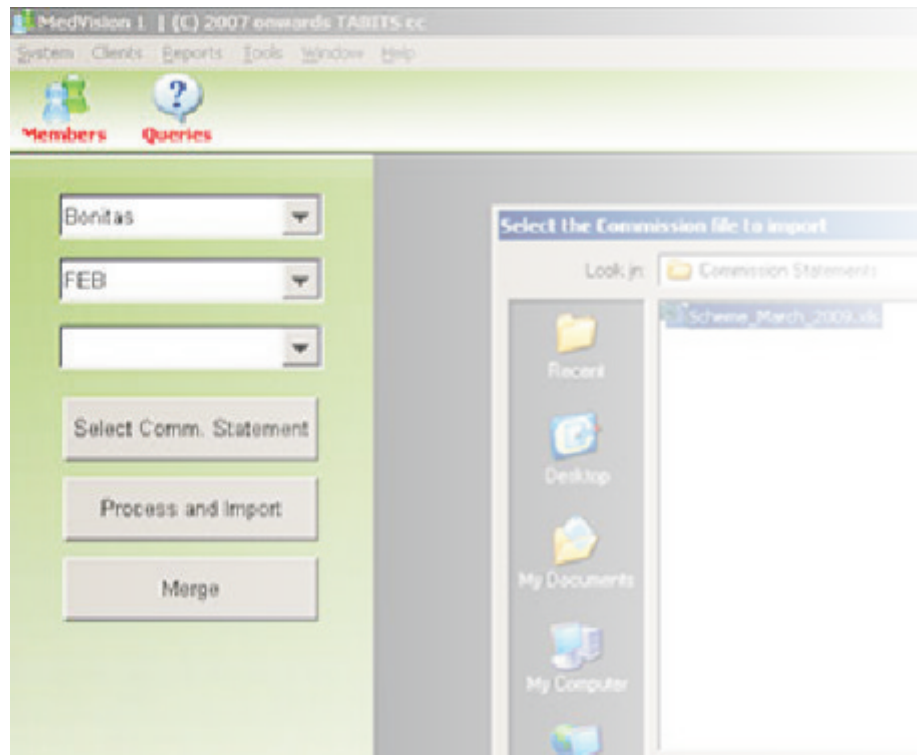 MedVision 1 | (C) 2007 onwards TABITS cc
System Clients Reports Tools Window Help
Members Queries
Bonitas
FEB
Select Comm. Statement
Process and Import
Merge
Select the Commission file to import
Look in: Commission Statements
Scheme_March_2009.xls
Recent
Desktop
My Documents
My Computer